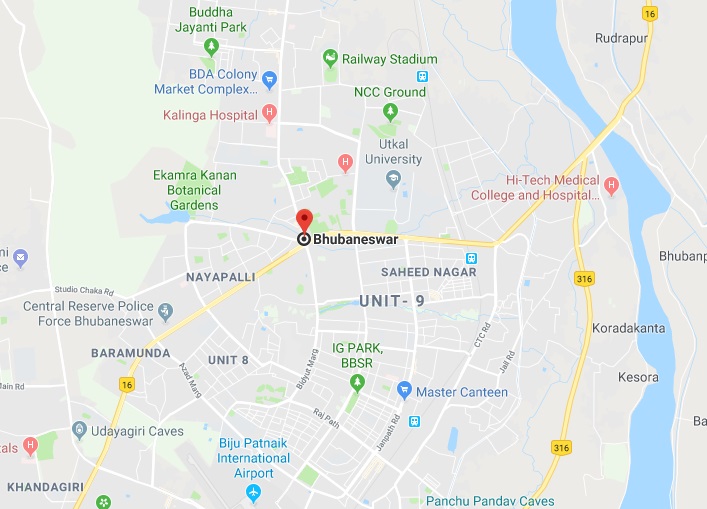 Buddha
Jayanti Park
16
Rudrapur
Railway Stadium
BDA Colony
Market Complex...
NCC Ground
Kalinga Hospital
H
Utkal
University
H
Ekamra Kanan
Botanical
Gardens
Hi-Tech Medical
College and Hospital...
H
Bhubaneswar
NAYAPALLI
SAHEED NAGAR
Bhubanp
316
Studio Chaka Rd
Central Reserve Police
Force Bhubaneswar
UNIT- 9
Koradakanta
CTC Rd
BARAMUNDA
UNIT 8
IG PARK,
BBSR
Bidyut Marg
Jail Rd
Kesora
16
Azad Marg
Master Canteen
Main Rd
Raj Path
Janpath Rd
Ba
Udayagiri Caves
tals
H
Biju Patnaik
International
Airport
316
KHANDAGIRI
Panchu Pandav Caves